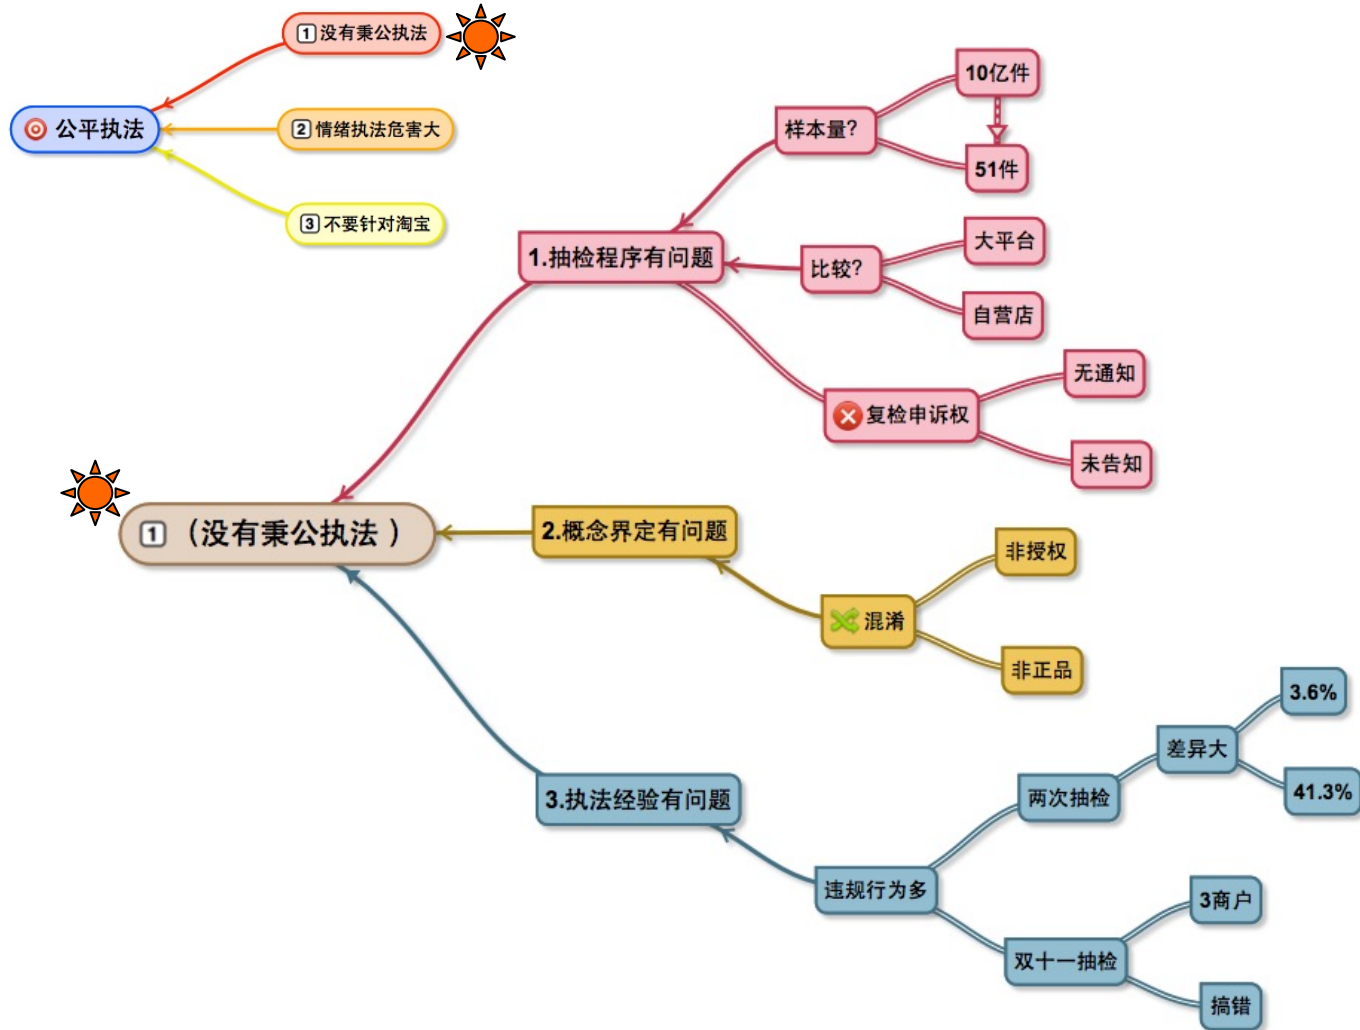 1 没有秉公执法
公平执法
2 情绪执法危害大
3 不要针对淘宝
10亿件
样本量?
51件
1.抽检程序有问题
大平台
比较?
自营店
无通知
复检申诉权
未告知
1 （没有秉公执法 ）
2.概念界定有问题
非授权
混淆
非正品
3.6%
差异大
41.3%
两次抽检
3.执法经验有问题
违规行为多
3商户
双十一抽检
搞错